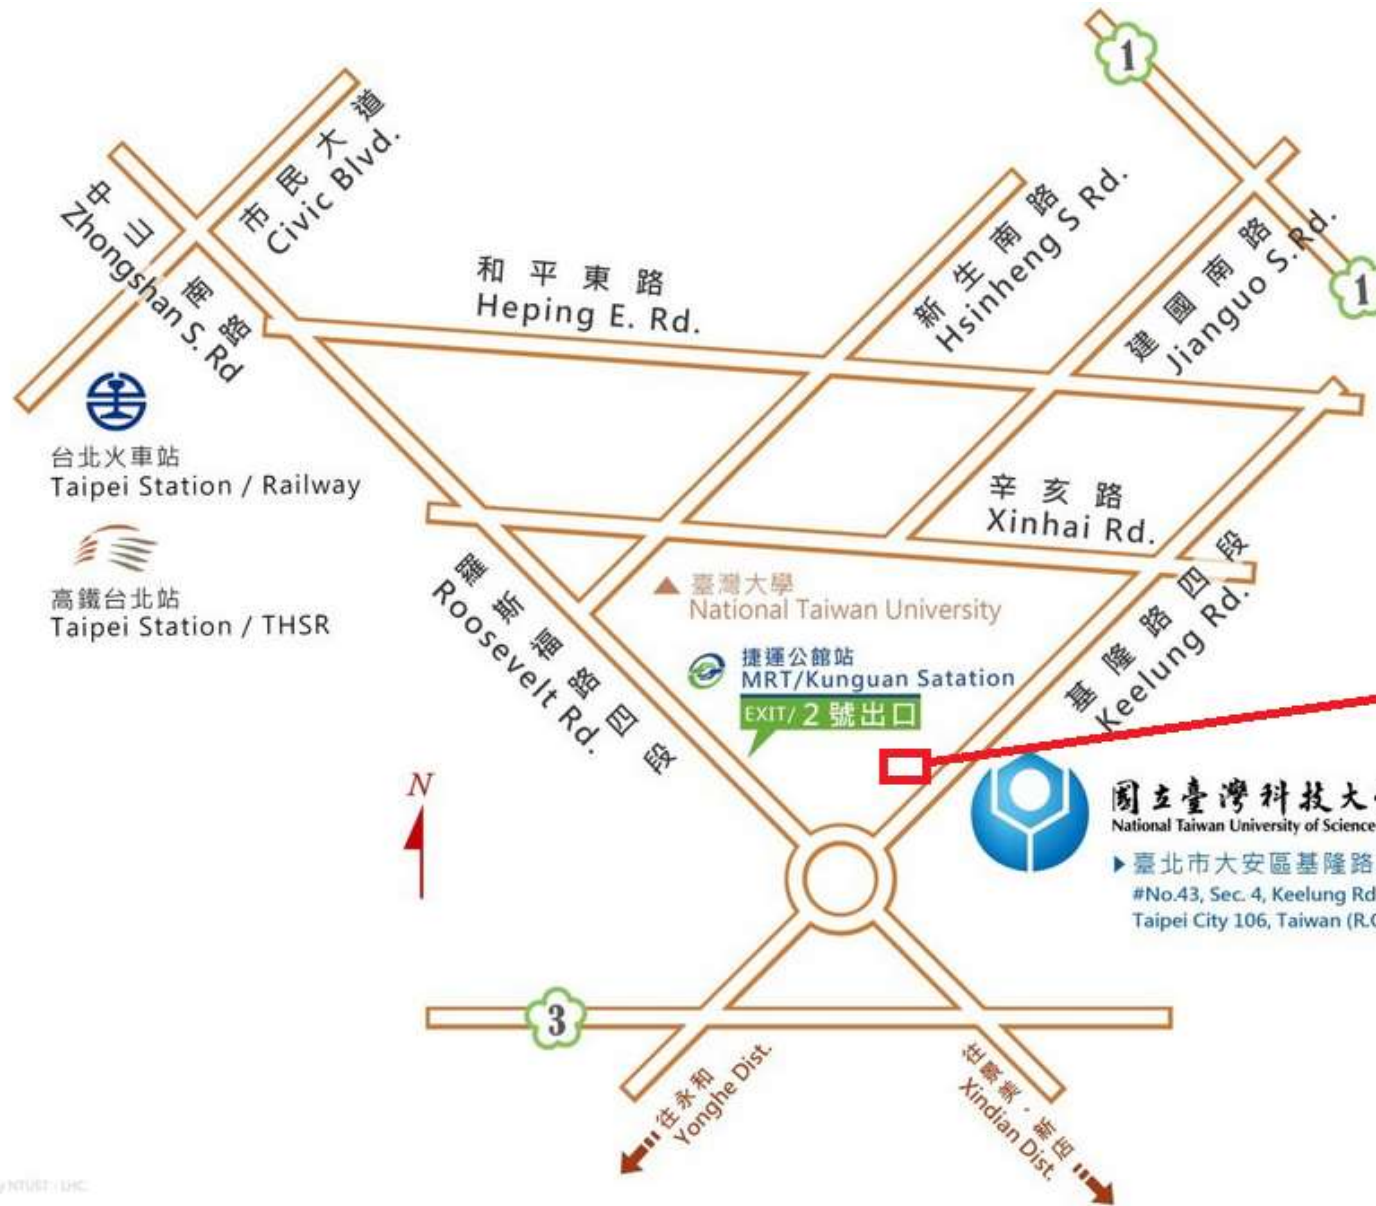 1
市民大道
Civic Blvd.
中山南路
Zhongshan S. Rd
和平東路
Heping E. Rd.
新生南路
Hsinheng S Rd.
建國南路
Jianguo S. Rd.
1
台北火車站
Taipei Station / Railway
高鐵台北站
Taipei Station / THSR
辛亥路
Xinhai Rd.
羅斯福路四段
Roosevelt Rd.
臺灣大學
National Taiwan University
捷運公館站
MRT/Kunguan Satation
EXIT/ 2 號出口
基隆路四段
Keelung Rd.
N
國立臺灣科技大
National Taiwan University of Science
臺北市大安區基隆路
#No.43, Sec. 4, Keelung Rd
Taipei City 106, Taiwan (R.O
3
往永和
Yonghe Dist.
往景美．新店
Xindian Dist.
y NTUST - LHC.